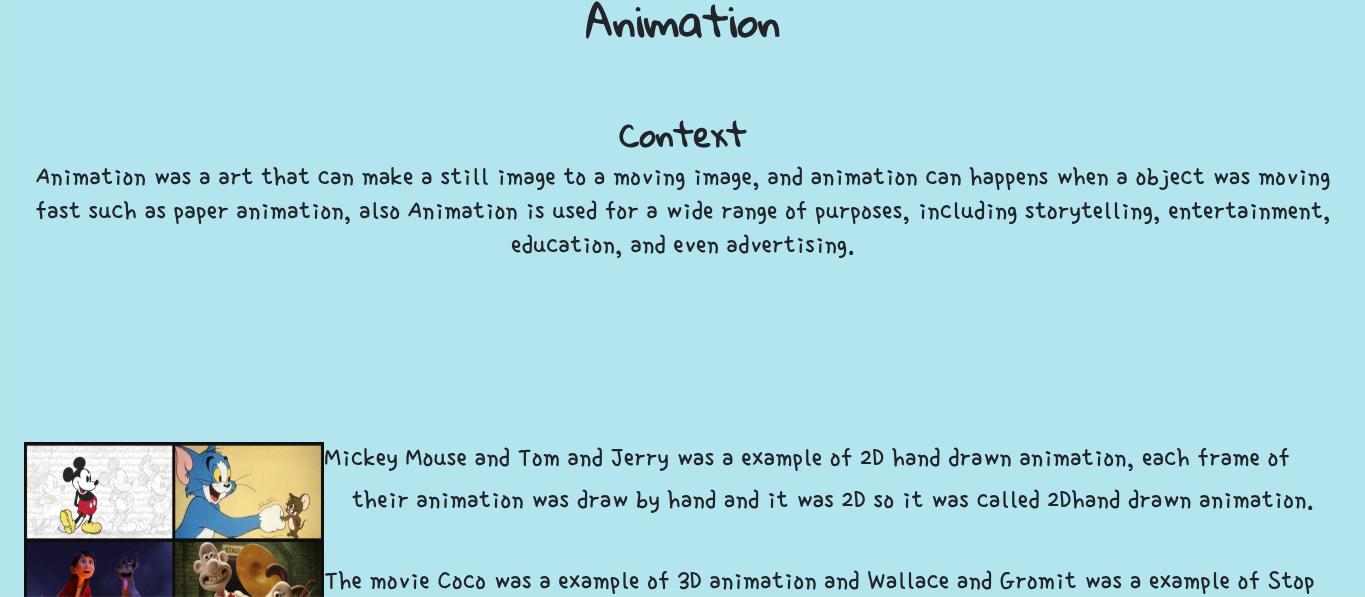 Animation
Context
Animation was a art that can make a still image to a moving image, and animation can happens when a object was moving
fast such as paper animation, also Animation is used for a wide range of purposes, including storytelling, entertainment,
education, and even advertising.
Mickey Mouse and Tom and Jerry was a example of 2D hand drawn animation, each frame of
their animation was draw by hand and it was 2D so it was called 2Dhand drawn animation.
The movie Coco was a example of 3D animation and Wallace and Gromit was a example of Stop